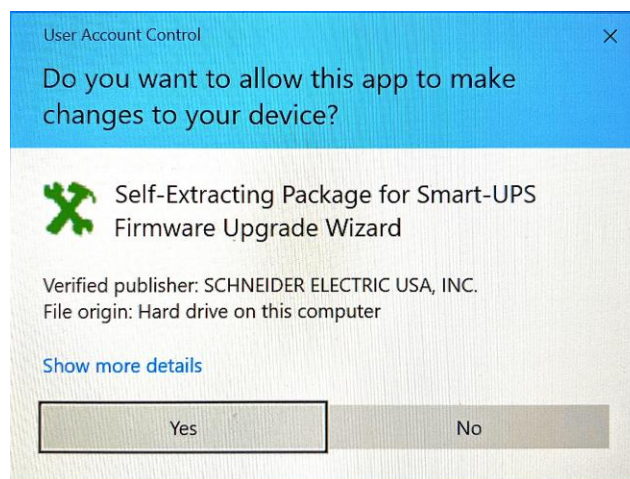 User Account Control
Do you want to allow this app to make
changes to your device?
Self-Extracting Package for Smart-UPS
Firmware Upgrade Wizard
Verified publisher: SCHNEIDER ELECTRIC USA, INC.
File origin: Hard drive on this computer
Show more details
Yes
No